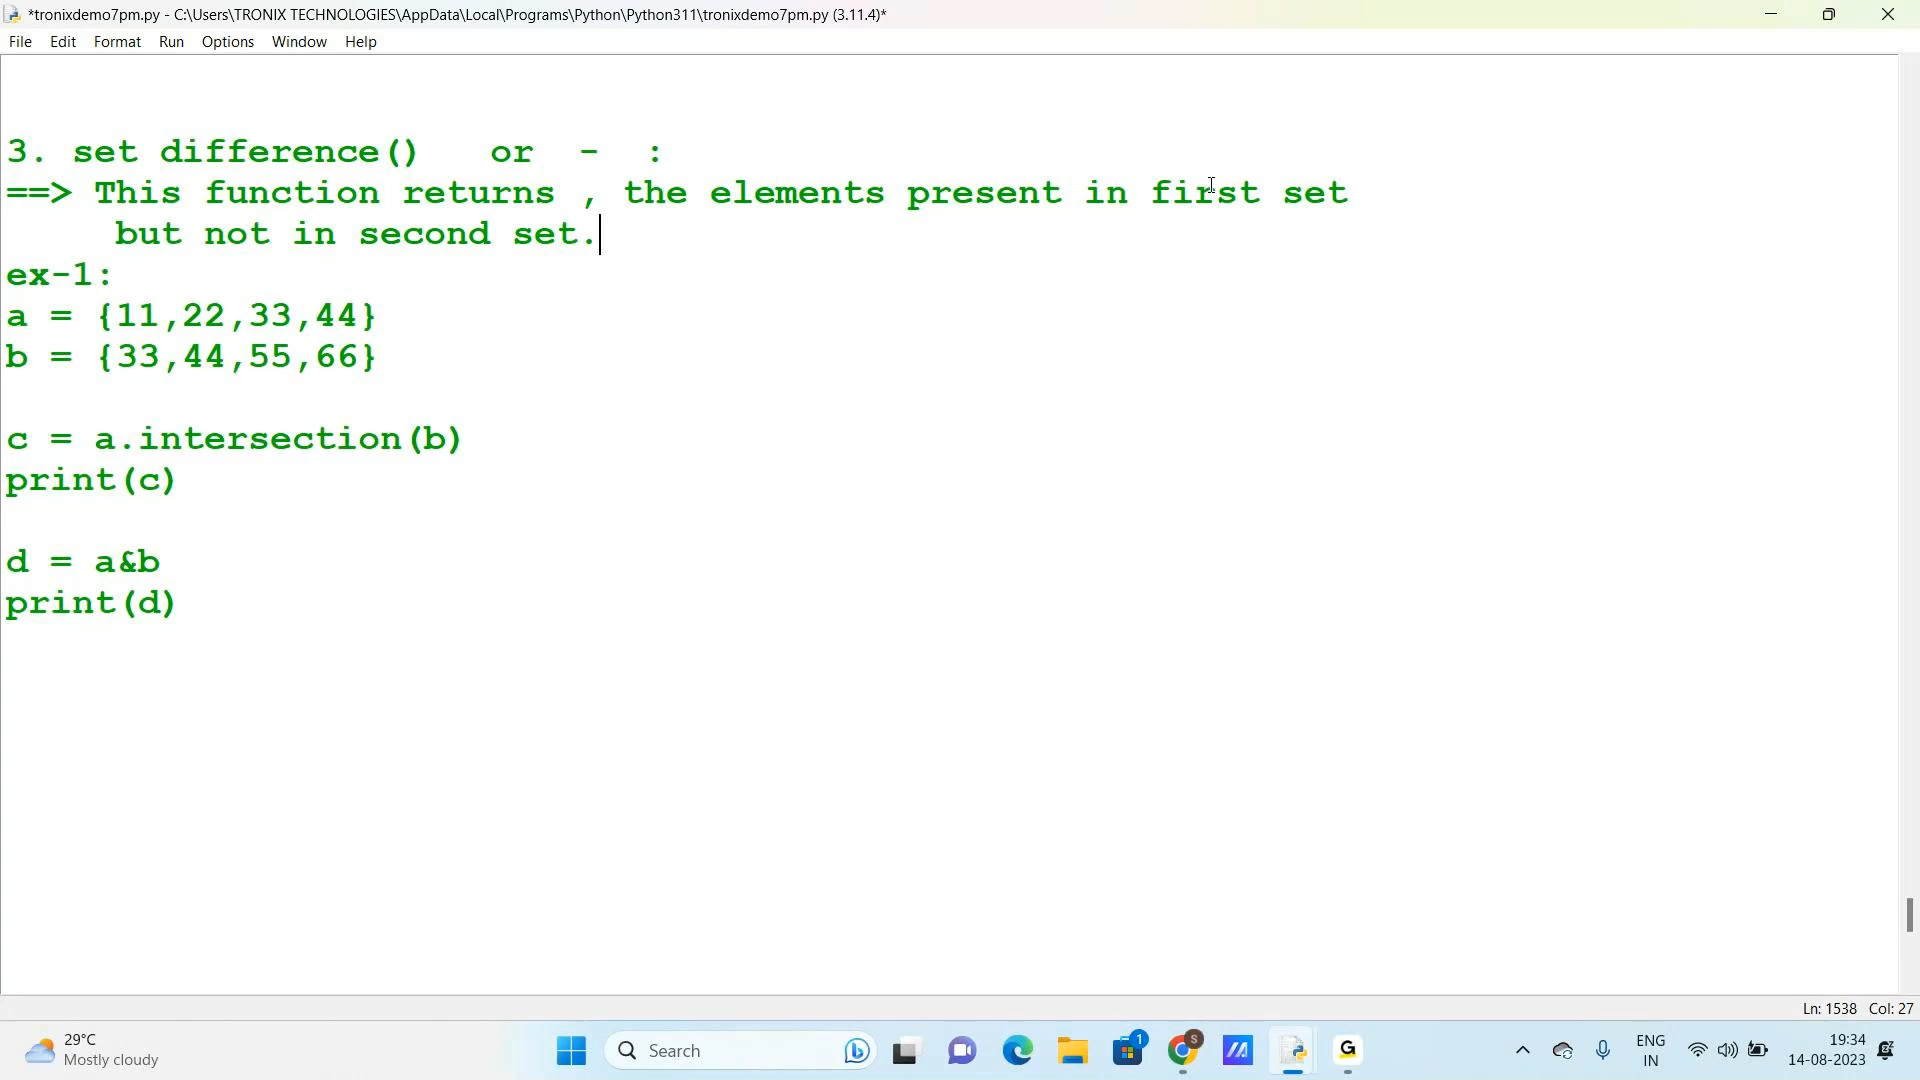 *tronixdemo7pm.py - C:\Users\TRONIX TECHNOLOGIES\AppData\Local\Programs\Python\Python311\tronixdemo7pm.py (3.11.4)*
File Edit Format Run Options Window Help
3. set difference() or - :
==> This function returns , the elements present in first set
but not in second set.
ex-1:
a = {11,22,33,44}
b = {33,44,55,66}
c = a.intersection(b)
print(c)
d = a&b
print(d)
Ln: 1538 Col: 27
29°C
Mostly cloudy
Search
1
S
G
ENG
IN
19:34
14-08-2023